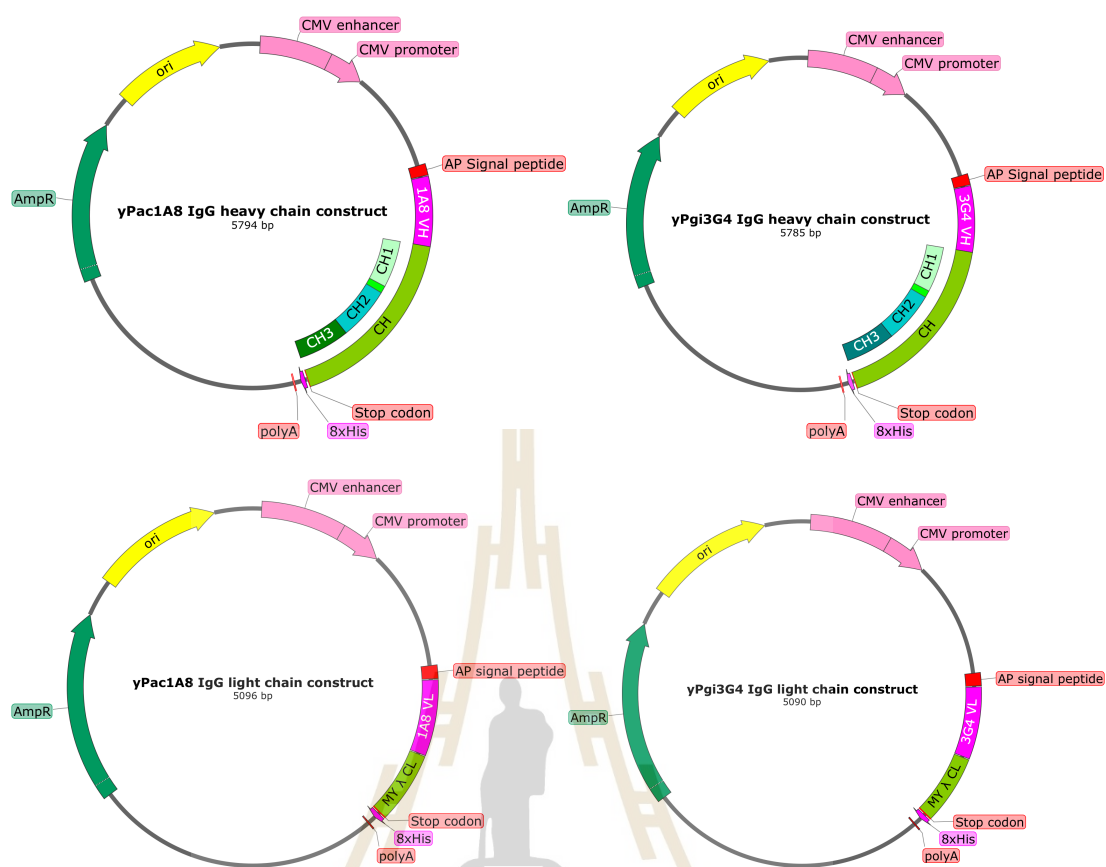 CMV enhancer
CMV promoter
ori
AP Signal peptide
1A8 VH
AmpR
yPac1A8 IgG heavy chain construct
5794 bp
CH1
CH2
CH3
CH
Stop codon
8xHis
polyA
CMV enhancer
CMV promoter
ori
AP Signal peptide
3G4 VH
AmpR
yPgi3G4 IgG heavy chain construct
5785 bp
CH1
CH2
CH3
CH
Stop codon
8xHis
polyA
CMV enhancer
CMV promoter
ori
AP signal peptide
yPac1A8 IgG light chain construct
5096 bp
AmpR
1A8 VL
MY λ CL
Stop codon
8xHis
polyA
CMV enhancer
CMV promoter
ori
AP signal peptide
yPgi3G4 IgG light chain construct
5090 bp
AmpR
3G4 VL
MY λ CL
Stop codon
8xHis
polyA